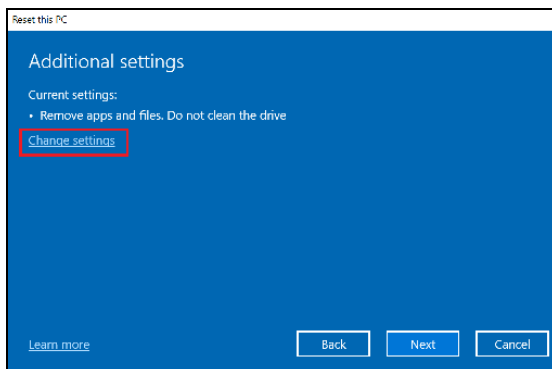 Reset this PC
Additional settings
Current settings:
• Remove apps and files. Do not clean the drive
Change settings
Learn more
Back
Next
Cancel